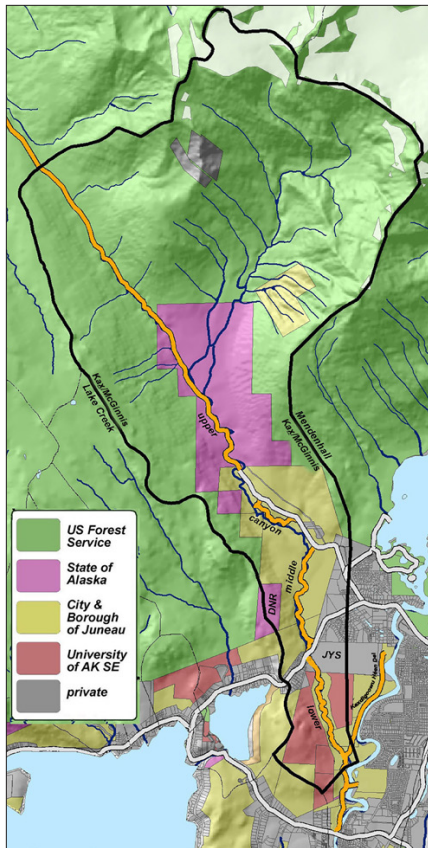 Kax/McGinnis
Lake Creek
upper
Mendenhall
Kax/McGinnis
canyon
middle
DNR
JYS
lower
US Forest
Service
State of
Alaska
City &
Borough
of Juneau
University
of AK SE
private